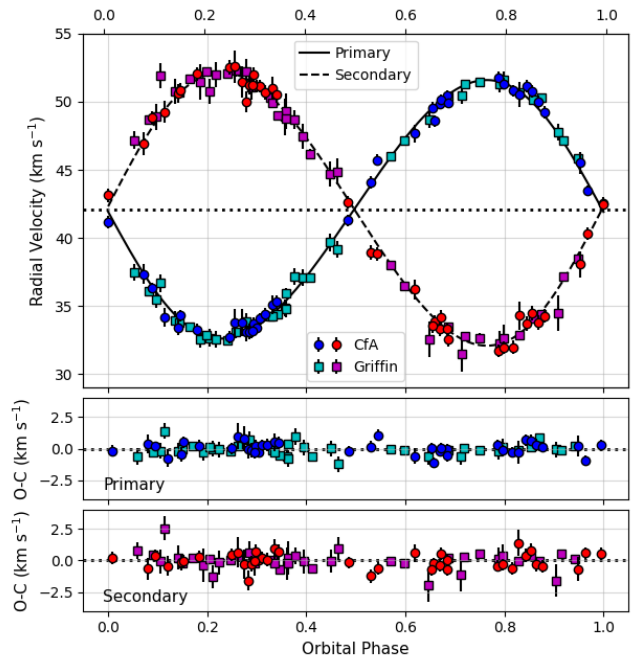 0.0 0.2 0.4 0.6 0.8 1.0
55
50
45
40
35
30
Radial Velocity (km s⁻¹)
Primary
Secondary
CfA
Griffin
2.5
0.0
−2.5
O-C (km s⁻¹)
Primary
2.5
0.0
−2.5
O-C (km s⁻¹)
Secondary
0.0 0.2 0.4 0.6 0.8 1.0
Orbital Phase